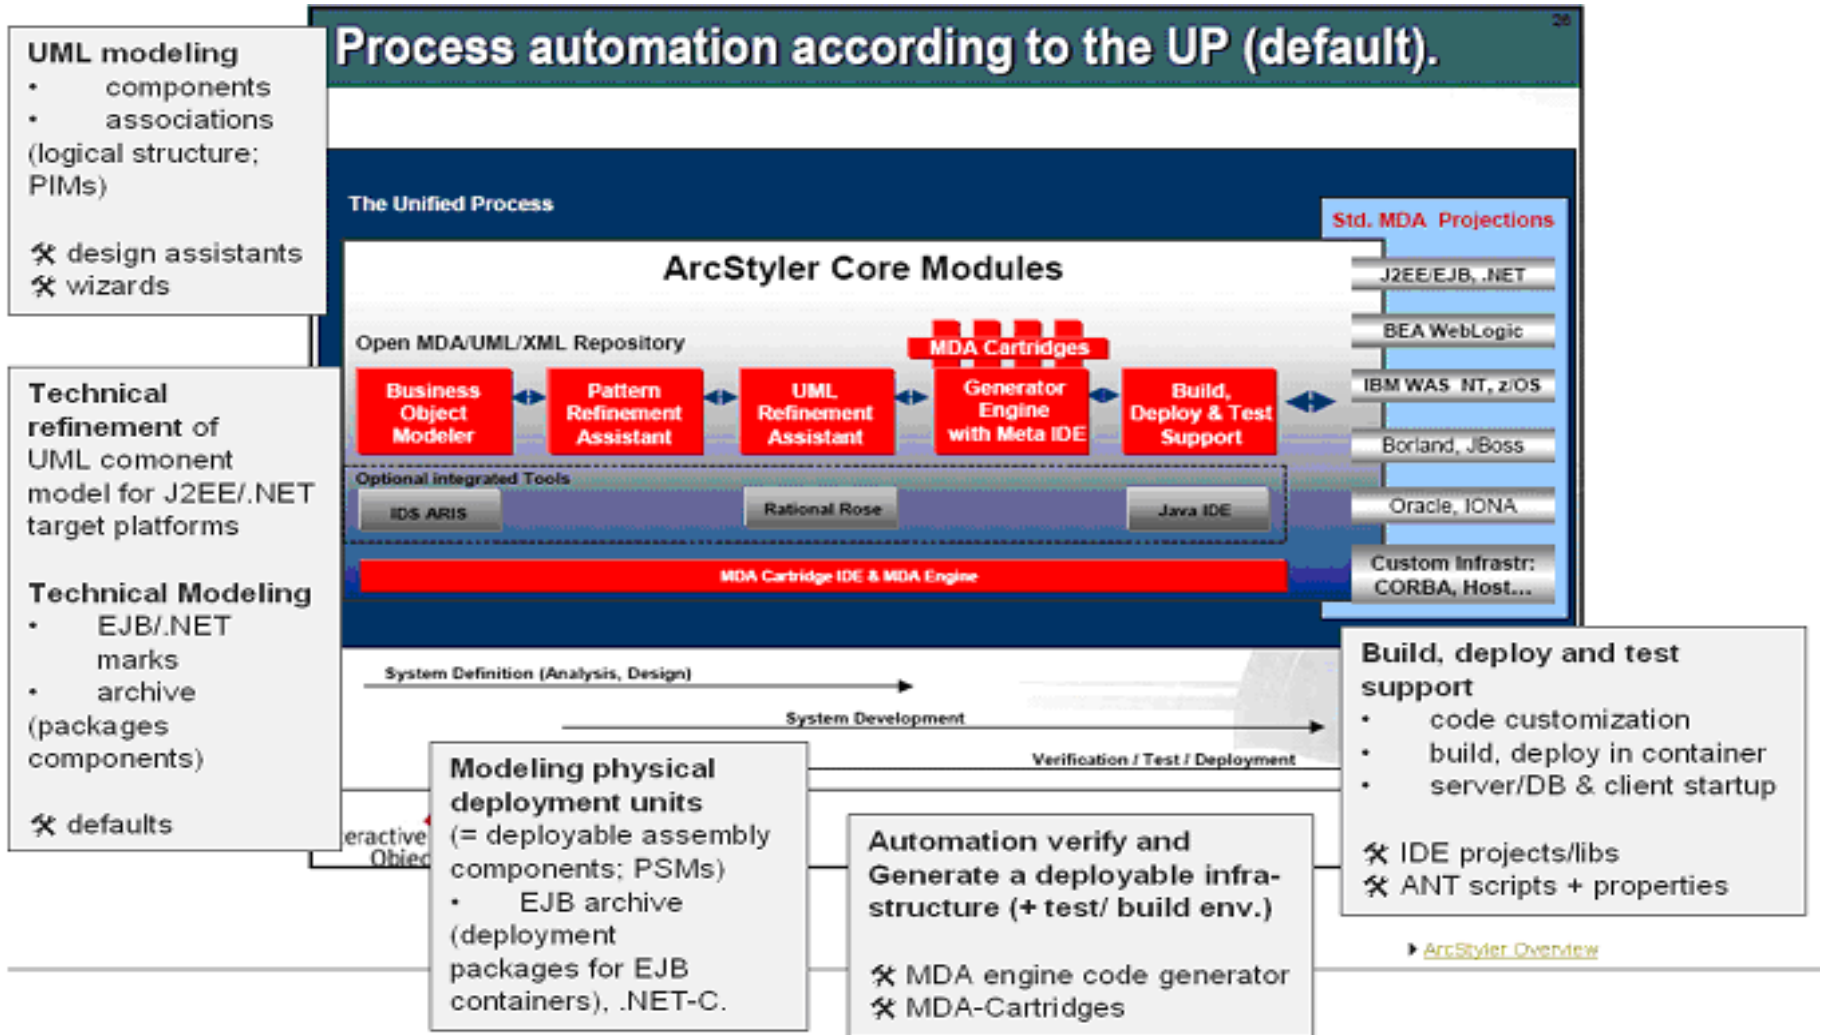 26
Process automation according to the UP (default).
UML modeling
• components
• associations
(logical structure;
PIMs)
🛠 design assistants
🛠 wizards
Technical
refinement of
UML comonent
model for J2EE/.NET
target platforms
Technical Modeling
• EJB/.NET
marks
• archive
(packages
components)
🛠 defaults
The Unified Process
Std. MDA Projections
ArcStyler Core Modules
Open MDA/UML/XML Repository
MDA Cartridges
Business
Object
Modeler
Pattern
Refinement
Assistant
UML
Refinement
Assistant
Generator
Engine
with Meta IDE
Build,
Deploy & Test
Support
Optional integrated Tools
IDS ARIS
Rational Rose
Java IDE
MDA Cartridge IDE & MDA Engine
J2EE/EJB, .NET
BEA WebLogic
IBM WAS NT, z/OS
Borland, JBoss
Oracle, IONA
Custom Infrastr:
CORBA, Host...
System Definition (Analysis, Design)
System Development
Verification / Test / Deployment
eractive
Objec
Modeling physical
deployment units
(= deployable assembly
components; PSMs)
• EJB archive
(deployment
packages for EJB
containers), .NET-C.
Automation verify and
Generate a deployable infra-
structure (+ test/ build env.)
🛠 MDA engine code generator
🛠 MDA-Cartridges
Build, deploy and test
support
• code customization
• build, deploy in container
• server/DB & client startup
🛠 IDE projects/libs
🛠 ANT scripts + properties
ArcStyler Overview